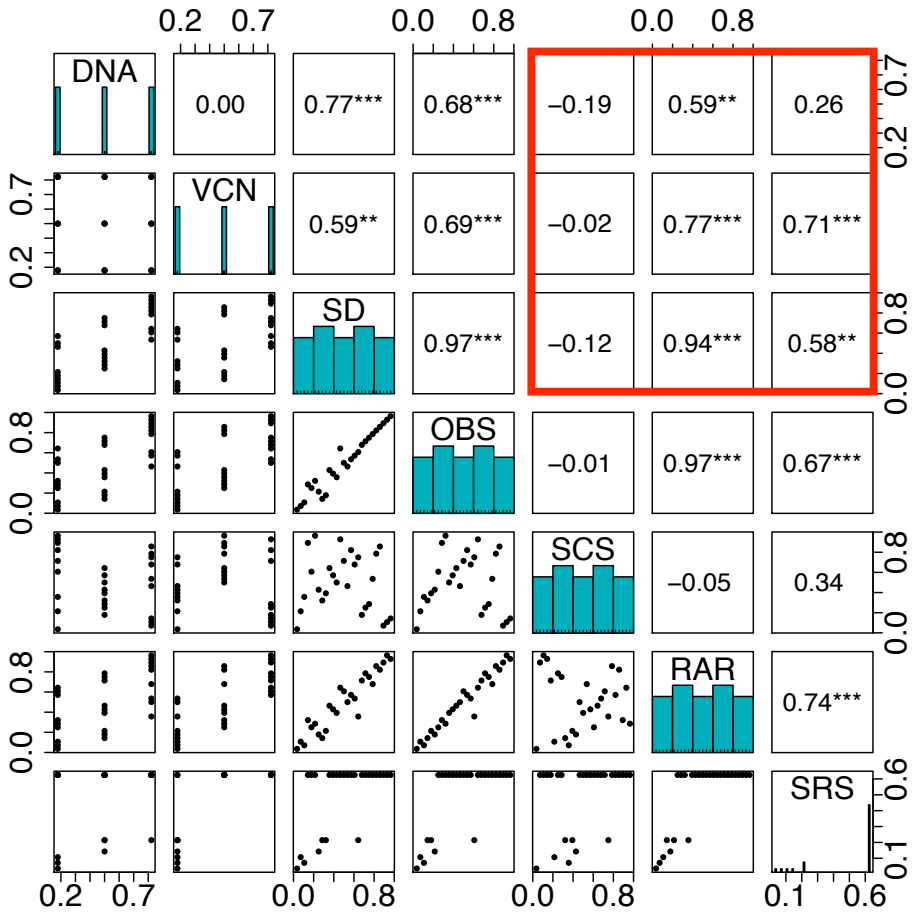 0.2 0.7 0.0 0.8 0.0 0.8
DNA 0.00 0.77*** 0.68*** −0.19 0.59** 0.26 0.2 0.7
0.2 0.7 VCN 0.59** 0.69*** −0.02 0.77*** 0.71***
SD 0.97*** −0.12 0.94*** 0.58** 0.0 0.8
0.0 0.8 OBS −0.01 0.97*** 0.67***
SCS −0.05 0.34 0.0 0.8
0.0 0.8 RAR 0.74***
SRS 0.1 0.6
0.2 0.7 0.0 0.8 0.0 0.8 0.1 0.6